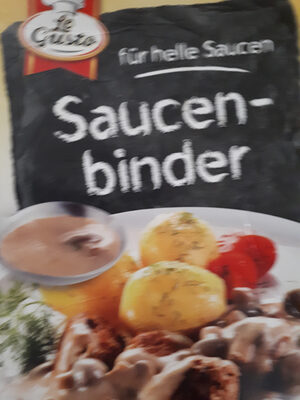 Le
Gusto
für helle Saucen
Saucen-
binder